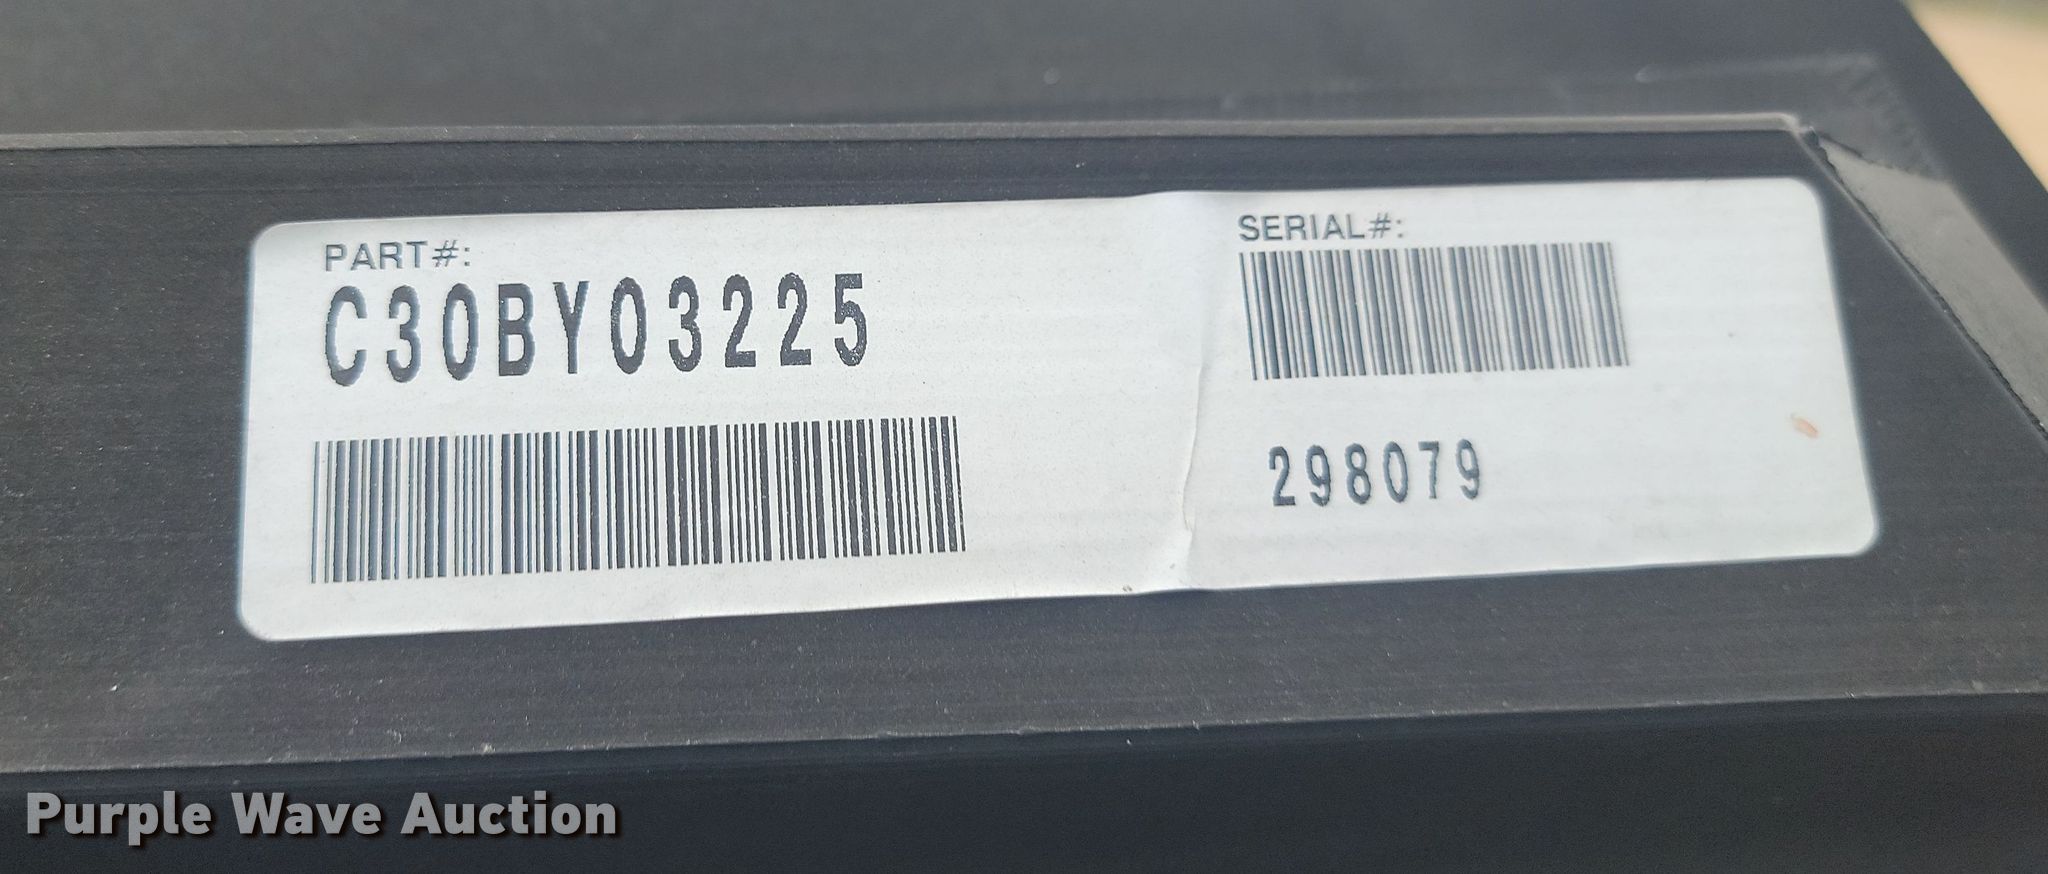 PART#:
C30BY03225
SERIAL#:
298079
Purple Wave Auction